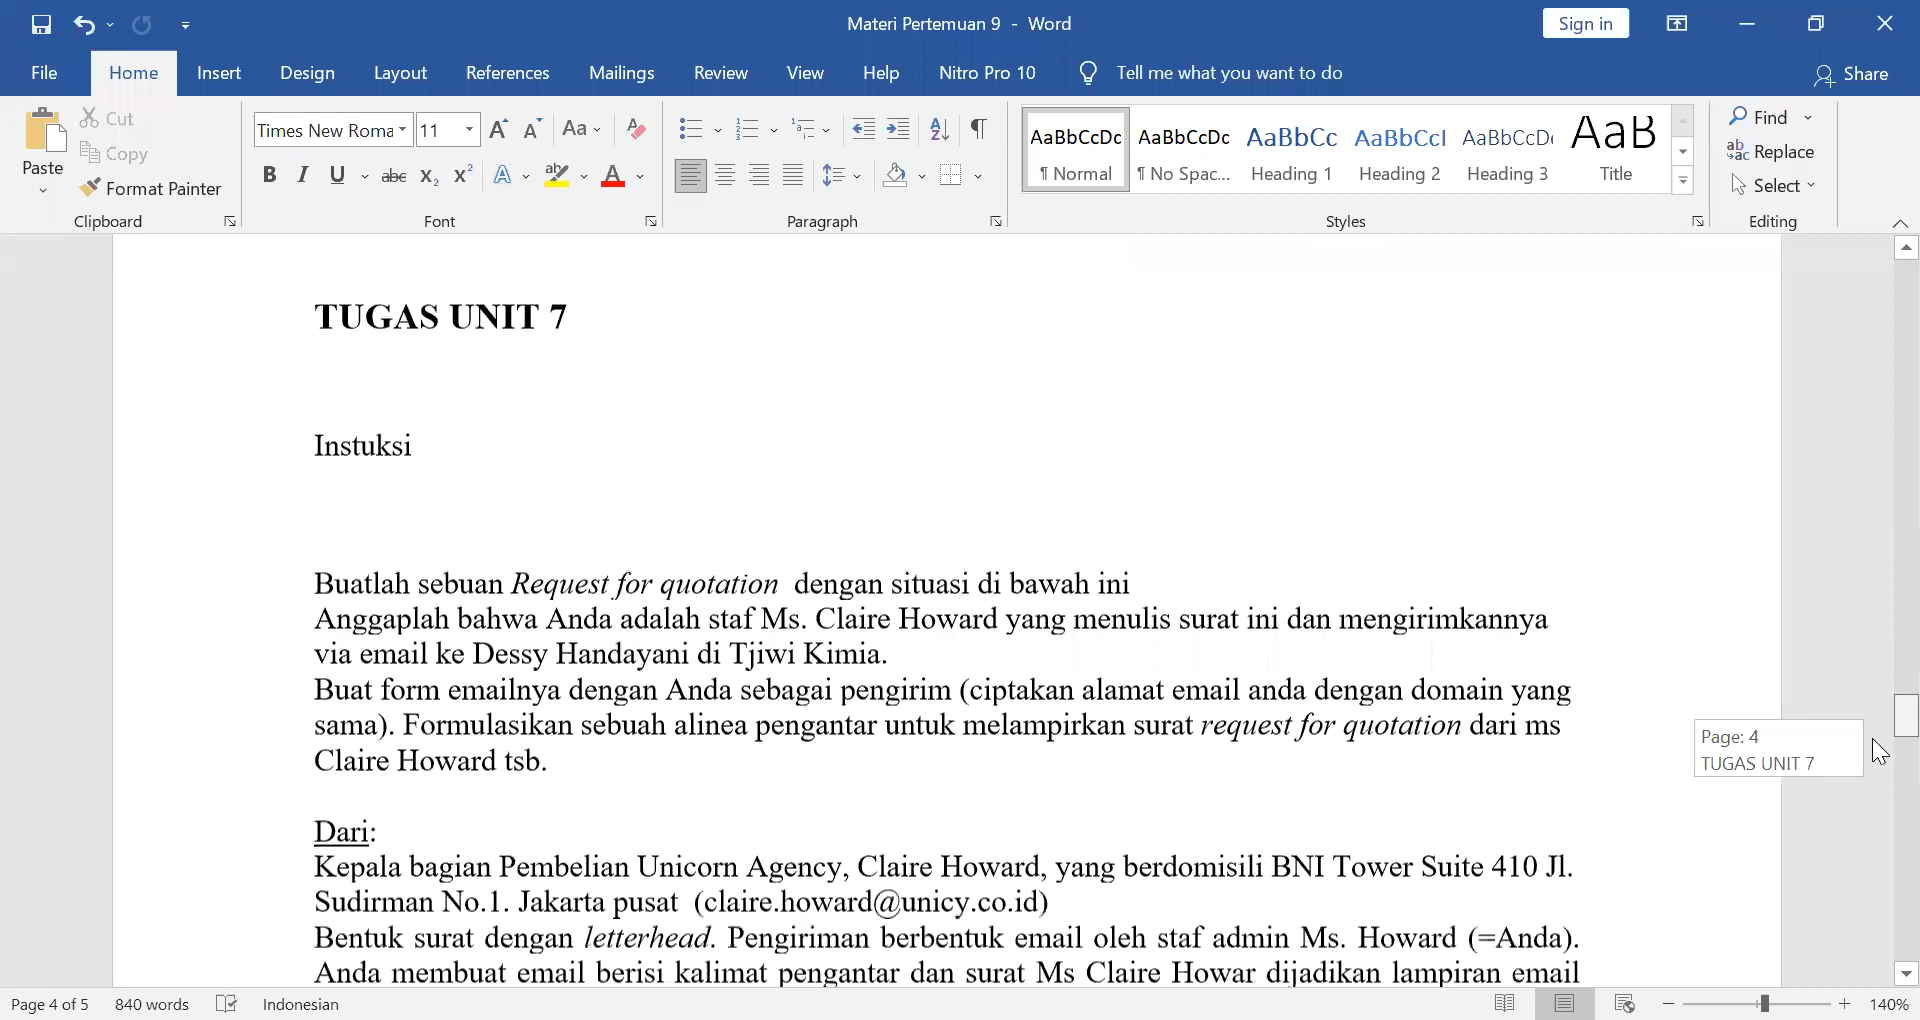 Materi Pertemuan 9 - Word
Sign in
File Home Insert Design Layout References Mailings Review View Help Nitro Pro 10 Tell me what you want to do Share
Paste
Cut
Copy
Format Painter
Clipboard
Times New Roma 11
Font
Paragraph
AaBbCcDc AaBbCcDc AaBbCc AaBbCcI AaBbCcD AaB
¶ Normal ¶ No Spac... Heading 1 Heading 2 Heading 3 Title
Styles
Find
Replace
Select
Editing
TUGAS UNIT 7
Instuksi
Buatlah sebuan Request for quotation dengan situasi di bawah ini
Anggaplah bahwa Anda adalah staf Ms. Claire Howard yang menulis surat ini dan mengirimkannya
via email ke Dessy Handayani di Tjiwi Kimia.
Buat form emailnya dengan Anda sebagai pengirim (ciptakan alamat email anda dengan domain yang
sama). Formulasikan sebuah alinea pengantar untuk melampirkan surat request for quotation dari ms
Claire Howard tsb.
Page: 4
TUGAS UNIT 7
Dari:
Kepala bagian Pembelian Unicorn Agency, Claire Howard, yang berdomisili BNI Tower Suite 410 Jl.
Sudirman No.1. Jakarta pusat (claire.howard@unicy.co.id)
Bentuk surat dengan letterhead. Pengiriman berbentuk email oleh staf admin Ms. Howard (=Anda).
Anda membuat email berisi kalimat pengantar dan surat Ms Claire Howar dijadikan lampiran email
Page 4 of 5 840 words Indonesian 140%